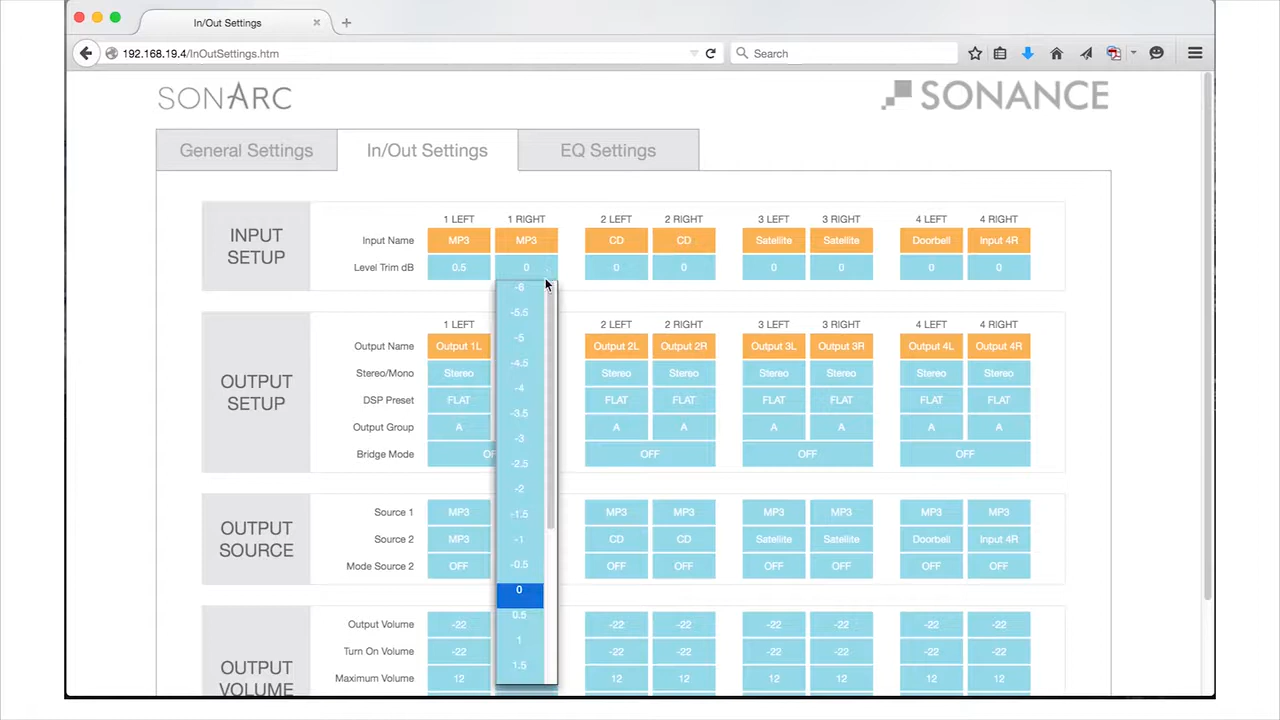 In/Out Settings
192.168.19.4/InOutSettings.htm
Search
SONARC
SONANCE
General Settings
In/Out Settings
EQ Settings
INPUT SETUP
1 LEFT 1 RIGHT 2 LEFT 2 RIGHT 3 LEFT 3 RIGHT 4 LEFT 4 RIGHT
Input Name MP3 MP3 CD CD Satellite Satellite Doorbell Input 4R
Level Trim dB 0.5 0 0 0 0 0 0 0
-6
-5.5
-5
-4.5
-4
-3.5
-3
-2.5
-2
-1.5
-1
-0.5
0
0.5
1
1.5
OUTPUT SETUP
1 LEFT 2 LEFT 2 RIGHT 3 LEFT 3 RIGHT 4 LEFT 4 RIGHT
Output Name Output 1L Output 2L Output 2R Output 3L Output 3R Output 4L Output 4R
Stereo/Mono Stereo Stereo Stereo Stereo Stereo Stereo Stereo
DSP Preset FLAT FLAT FLAT FLAT FLAT FLAT FLAT
Output Group A A A A A A A
Bridge Mode OF OFF OFF OFF
OUTPUT SOURCE
Source 1 MP3 MP3 MP3 MP3 MP3 MP3 MP3
Source 2 MP3 CD CD Satellite Satellite Doorbell Input 4R
Mode Source 2 OFF OFF OFF OFF OFF OFF OFF
OUTPUT VOLUME
Output Volume -22 -22 -22 -22 -22 -22 -22
Turn On Volume -22 -22 -22 -22 -22 -22 -22
Maximum Volume 12 12 12 12 12 12 12